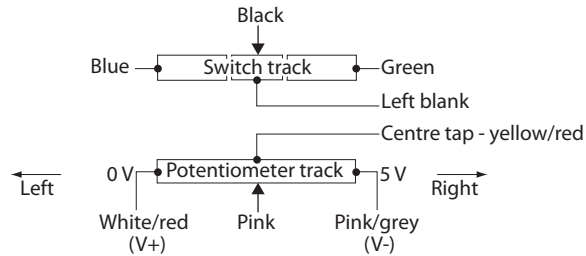 Black
Blue
Switch track
Green
Left blank
Centre tap - yellow/red
0 V
Potentiometer track
5 V
Left
Right
White/red
(V+)
Pink
Pink/grey
(V-)